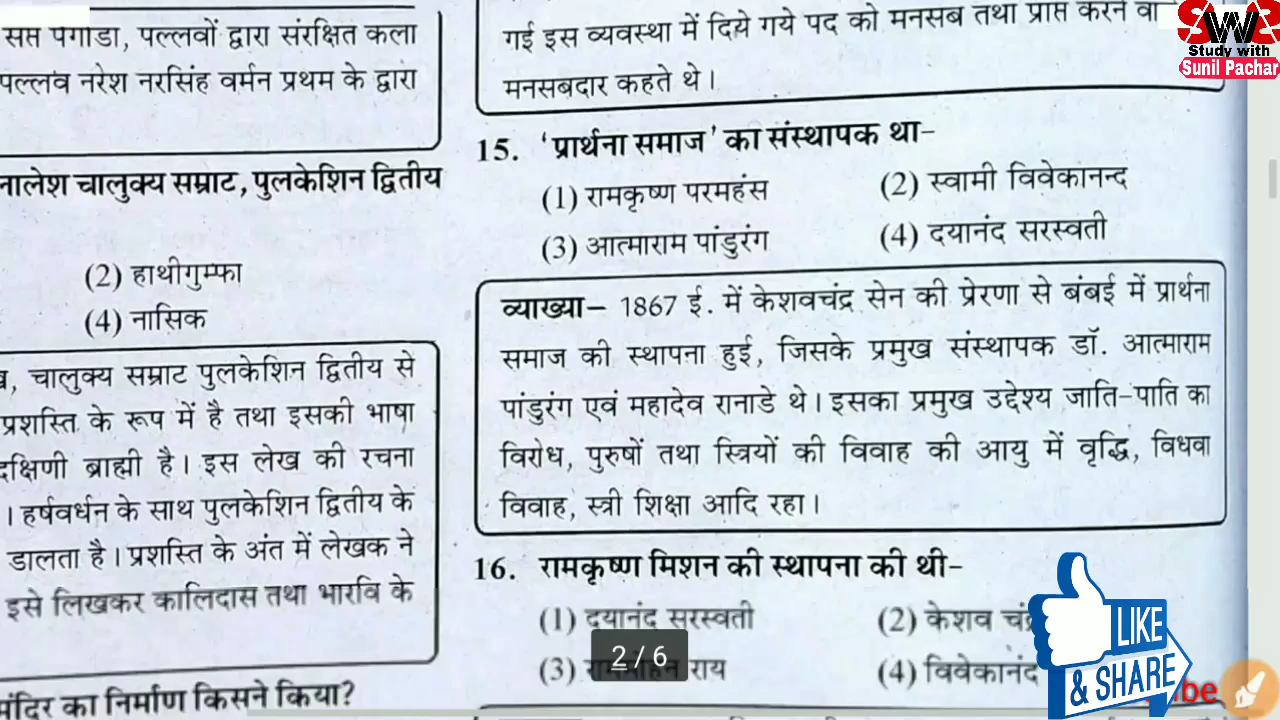 सप्त पगोडा, पल्लवों द्वारा संरक्षित कला
पल्लव नरेश नरसिंह वर्मन प्रथम के द्वारा
नालेश चालुक्य सम्राट, पुलकेशिन द्वितीय
(2) हाथीगुम्फा
(4) नासिक
चालुक्य सम्राट पुलकेशिन द्वितीय से
प्रशस्ति के रूप में है तथा इसकी भाषा
दक्षिणी ब्राह्मी है। इस लेख की रचना
। हर्षवर्धन के साथ पुलकेशिन द्वितीय के
डालता है। प्रशस्ति के अंत में लेखक ने
इसे लिखकर कालिदास तथा भारवि के
मंदिर का निर्माण किसने किया?
गई इस व्यवस्था में दिये गये पद को मनसब तथा प्राप्त करने वा
मनसबदार कहते थे।
15. 'प्रार्थना समाज' का संस्थापक था-
(1) रामकृष्ण परमहंस (2) स्वामी विवेकानन्द
(3) आत्माराम पांडुरंग (4) दयानंद सरस्वती
व्याख्या– 1867 ई. में केशवचंद्र सेन की प्रेरणा से बंबई में प्रार्थना
समाज की स्थापना हुई, जिसके प्रमुख संस्थापक डॉ. आत्माराम
पांडुरंग एवं महादेव रानाडे थे। इसका प्रमुख उद्देश्य जाति-पाति का
विरोध, पुरुषों तथा स्त्रियों की विवाह की आयु में वृद्धि, विधवा
विवाह, स्त्री शिक्षा आदि रहा।
16. रामकृष्ण मिशन की स्थापना की थी-
(1) दयानंद सरस्वती (2) केशव
(3) राममोहन राय (4) विवेकानंद
2 / 6
SWS
Study with
Sunil Pachar
LIKE
& SHARE